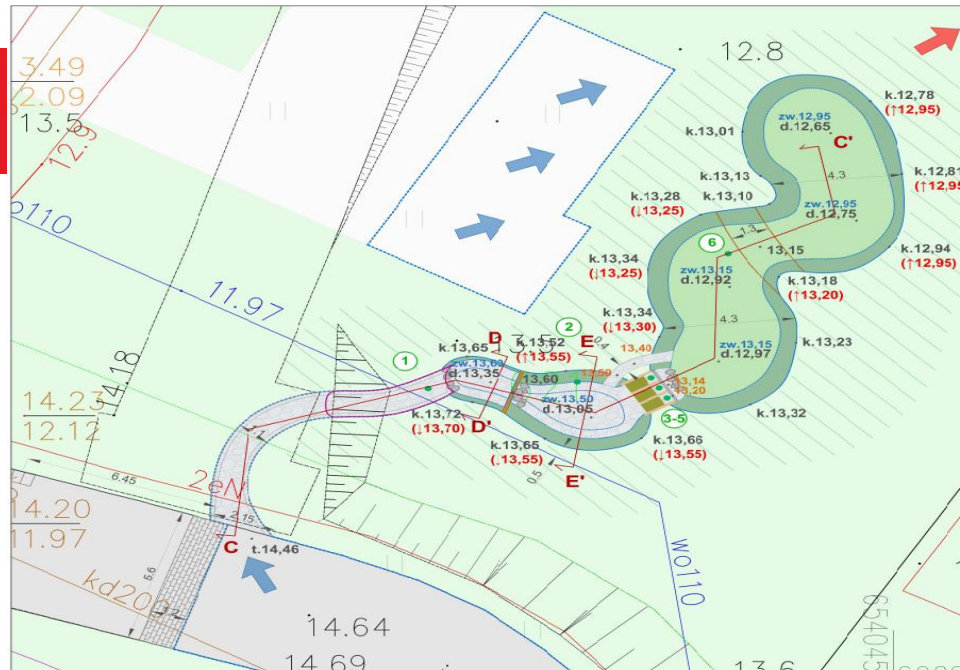 3.49
2.09
13.5
12.9
12.8
k.12,78
(↑12,95)
zw.12,95
d.12,65
k.13,01
C'
k.13,13
4.3
k.12,81
(↑12,95
k.13,28
(↓13,25)
k.13,10
zw.12,95
d.12,75
1.3
6
13,15
k.12,94
(↑12,95)
k.13,34
(↓13,25)
zw.13,15
d.12,92
k.13,18
(↑13,20)
k.13,34
(↓13,30)
4.3
k.13,23
11.97
2
D
k.13,52
(↑13,55)
E
0.4
13,40
zw.13,15
d.12,97
k.13,65
1
d.13,35
13,60
13,50
13,14
13,20
zw.13,50
d.13,05
3-5
k.13,32
14.18
14.23
12.12
k.13,72
(↓13,70)
D'
k.13,65
(↓13,55)
k.13,66
(↓13,55)
0.5
E'
1.1
6.45
2eN
2.15
C
t.14,46
14.20
11.97
5.6
kd200
wo110
14.64
14.69
13.6
654045